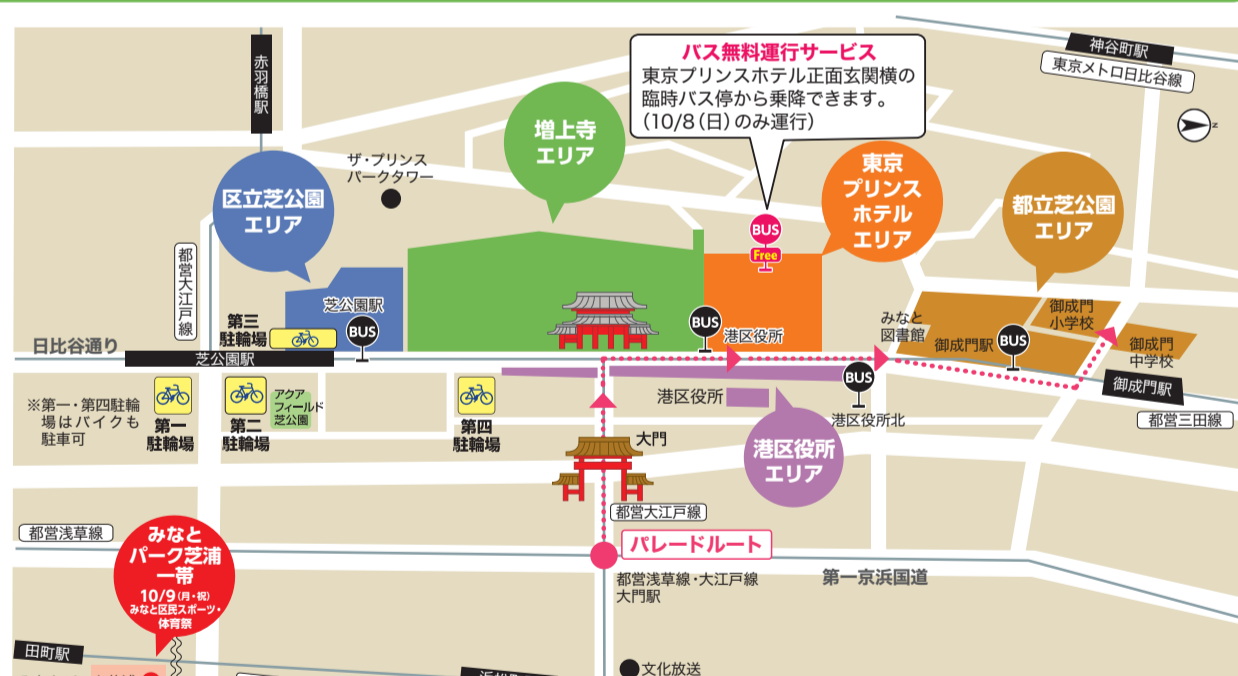 赤羽橋駅
バス無料運行サービス
東京プリンスホテル正面玄関横の
臨時バス停から乗降できます。
(10/8(日)のみ運行)
神谷町駅
東京メトロ日比谷線
N
増上寺
エリア
ザ・プリンス
パークタワー
区立芝公園
エリア
東京
プリンス
ホテル
エリア
都立芝公園
エリア
BUS
Free
都営大江戸線
芝公園駅
BUS
第三
駐輪場
日比谷通り
芝公園駅
BUS
港区役所
みなと
図書館
御成門駅
BUS
御成門
小学校
御成門
中学校
御成門駅
都営三田線
※第一・第四駐輪
場はバイクも
駐車可
第一
駐輪場
第二
駐輪場
アクア
フィールド
芝公園
第四
駐輪場
港区役所
BUS
港区役所北
大門
港区役所
エリア
都営大江戸線
都営浅草線
パレードルート
都営浅草線・大江戸線
大門駅
第一京浜国道
みなと
パーク芝浦
一帯
10/9(月・祝)
みなと区民スポーツ・
体育祭
田町駅
文化放送